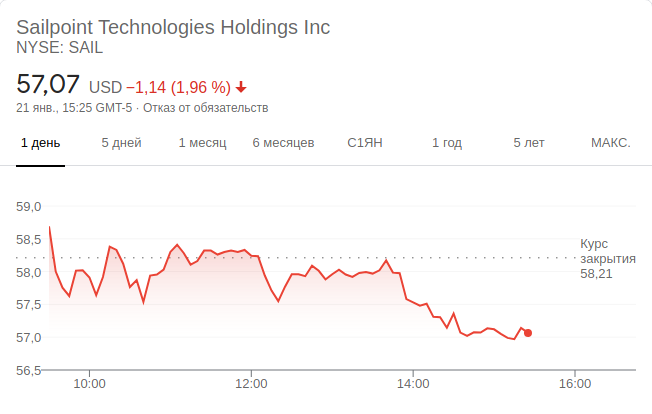 Sailpoint Technologies Holdings Inc
NYSE: SAIL
57,07 USD −1,14 (1,96 %)
21 янв., 15:25 GMT-5 · Отказ от обязательств
1 день 5 дней 1 месяц 6 месяцев С1ЯН 1 год 5 лет МАКС.
59,0
58,5
Курс
закрытия
58,21
58,0
57,5
57,0
56,5
10:00 12:00 14:00 16:00